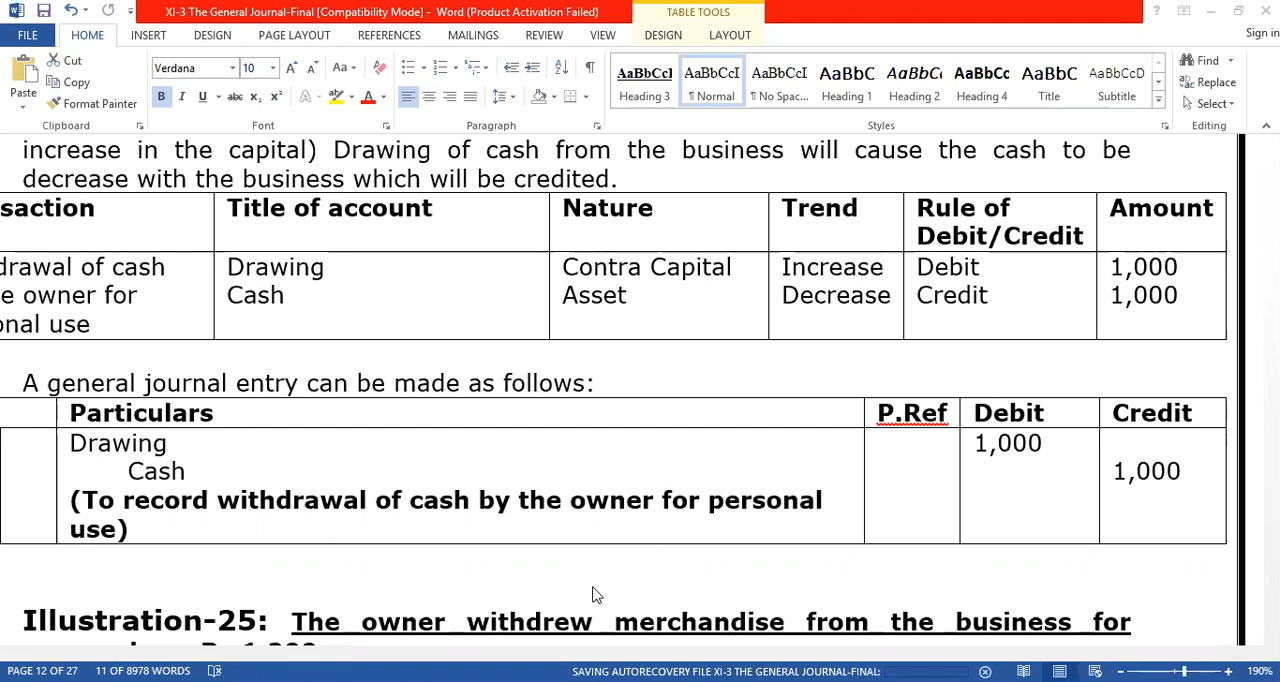 XI-3 The General Journal-Final [Compatibility Mode] - Word (Product Activation Failed)
TABLE TOOLS
FILE HOME INSERT DESIGN PAGE LAYOUT REFERENCES MAILINGS REVIEW VIEW DESIGN LAYOUT Sign in
Paste
Cut
Copy
Format Painter
Clipboard
Verdana 10
Font
Paragraph
AaBbCcI AaBbCcI AaBbCcI AaBbC AaBbC AaBbCc AaBbC AaBbCcD
Heading 3 ¶ Normal ¶ No Spac... Heading 1 Heading 2 Heading 4 Title Subtitle
Styles
Find
Replace
Select
Editing
increase in the capital) Drawing of cash from the business will cause the cash to be
decrease with the business which will be credited.
saction Title of account Nature Trend Rule of Debit/Credit Amount
drawal of cash Drawing Contra Capital Increase Debit 1,000
e owner for Cash Asset Decrease Credit 1,000
onal use
A general journal entry can be made as follows:
Particulars P.Ref Debit Credit
Drawing 1,000
Cash 1,000
(To record withdrawal of cash by the owner for personal
use)
Illustration-25: The owner withdrew merchandise from the business for
PAGE 12 OF 27 11 OF 8978 WORDS SAVING AUTORECOVERY FILE XI-3 THE GENERAL JOURNAL-FINAL: 190%